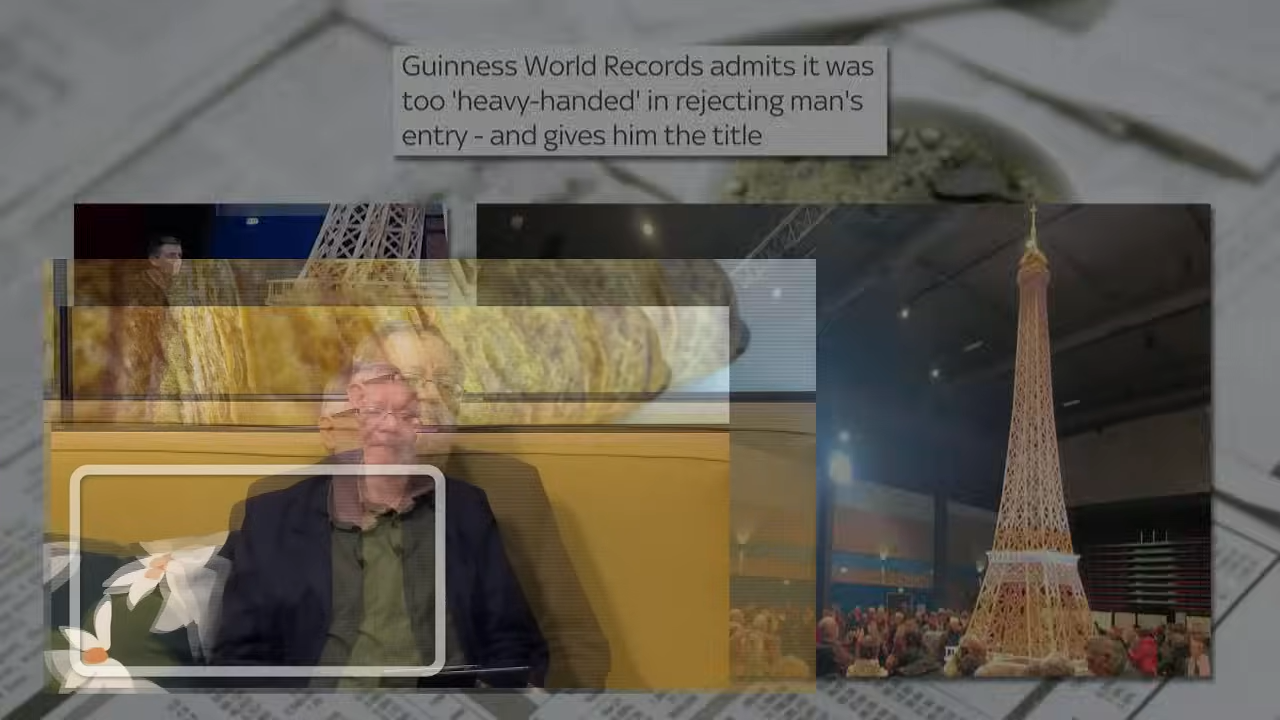 Guinness World Records admits it was
too 'heavy-handed' in rejecting man's
entry - and gives him the title